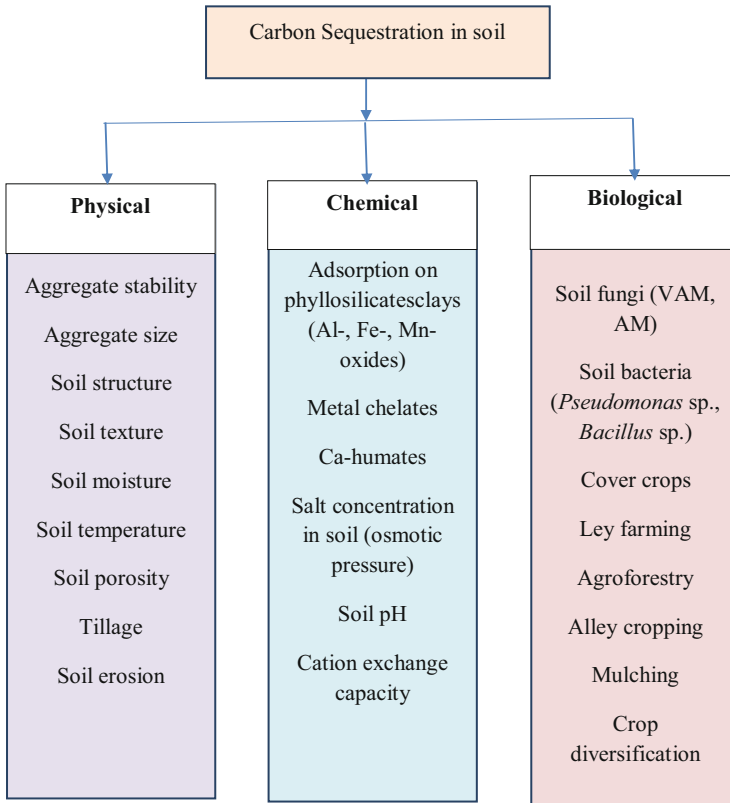 Carbon Sequestration in soil
Physical
Aggregate stability
Aggregate size
Soil structure
Soil texture
Soil moisture
Soil temperature
Soil porosity
Tillage
Soil erosion
Chemical
Adsorption on
phyllosilicatesclays
(Al-, Fe-, Mn-
oxides)
Metal chelates
Ca-humates
Salt concentration
in soil (osmotic
pressure)
Soil pH
Cation exchange
capacity
Biological
Soil fungi (VAM,
AM)
Soil bacteria
(Pseudomonas sp.,
Bacillus sp.)
Cover crops
Ley farming
Agroforestry
Alley cropping
Mulching
Crop
diversification